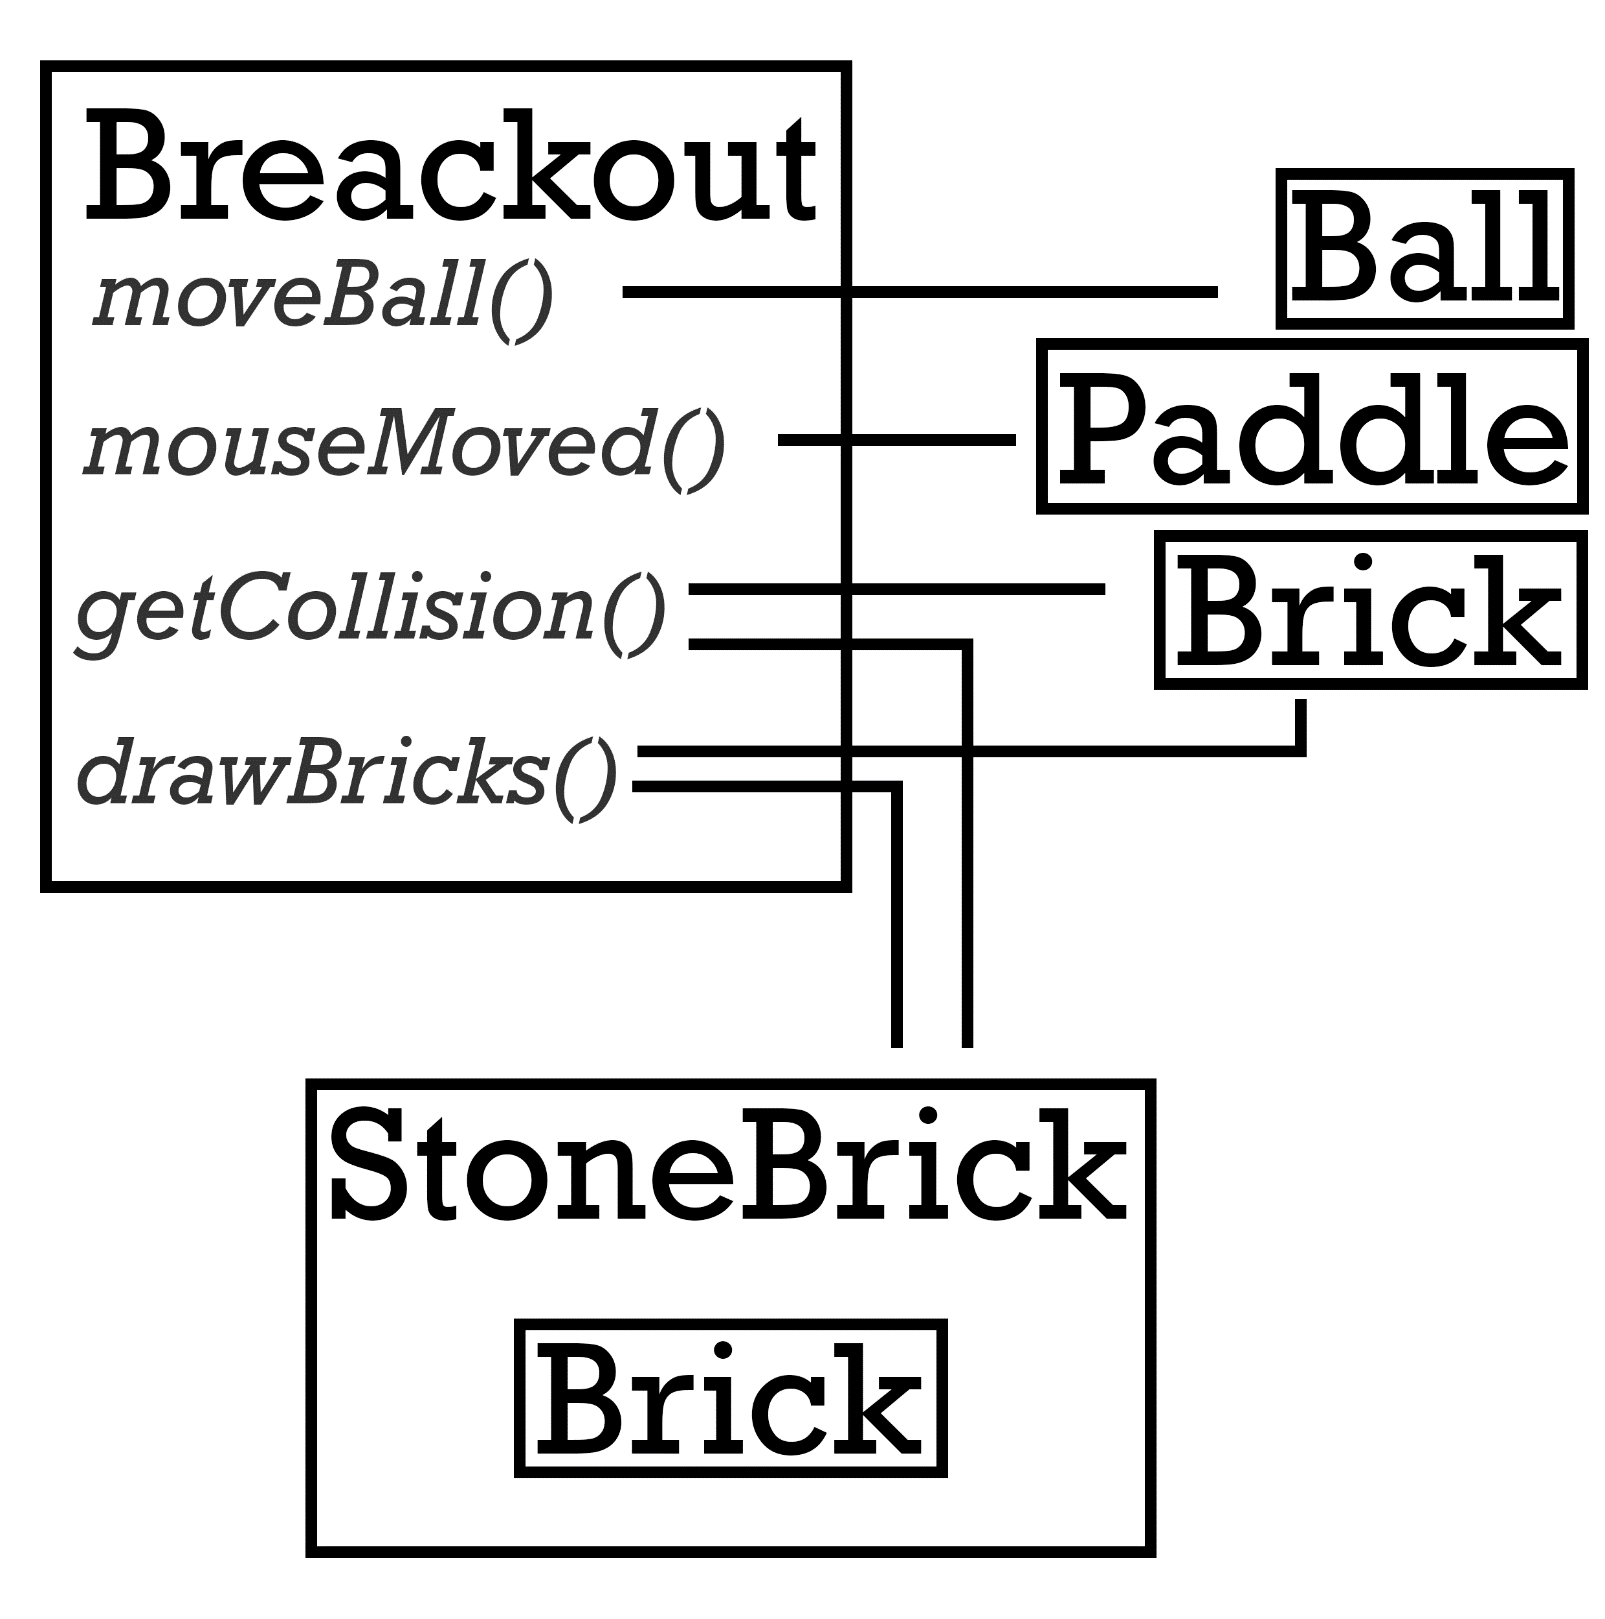 Breackout
moveBall()
mouseMoved()
getCollision()
drawBricks()
Ball
Paddle
Brick
StoneBrick
Brick